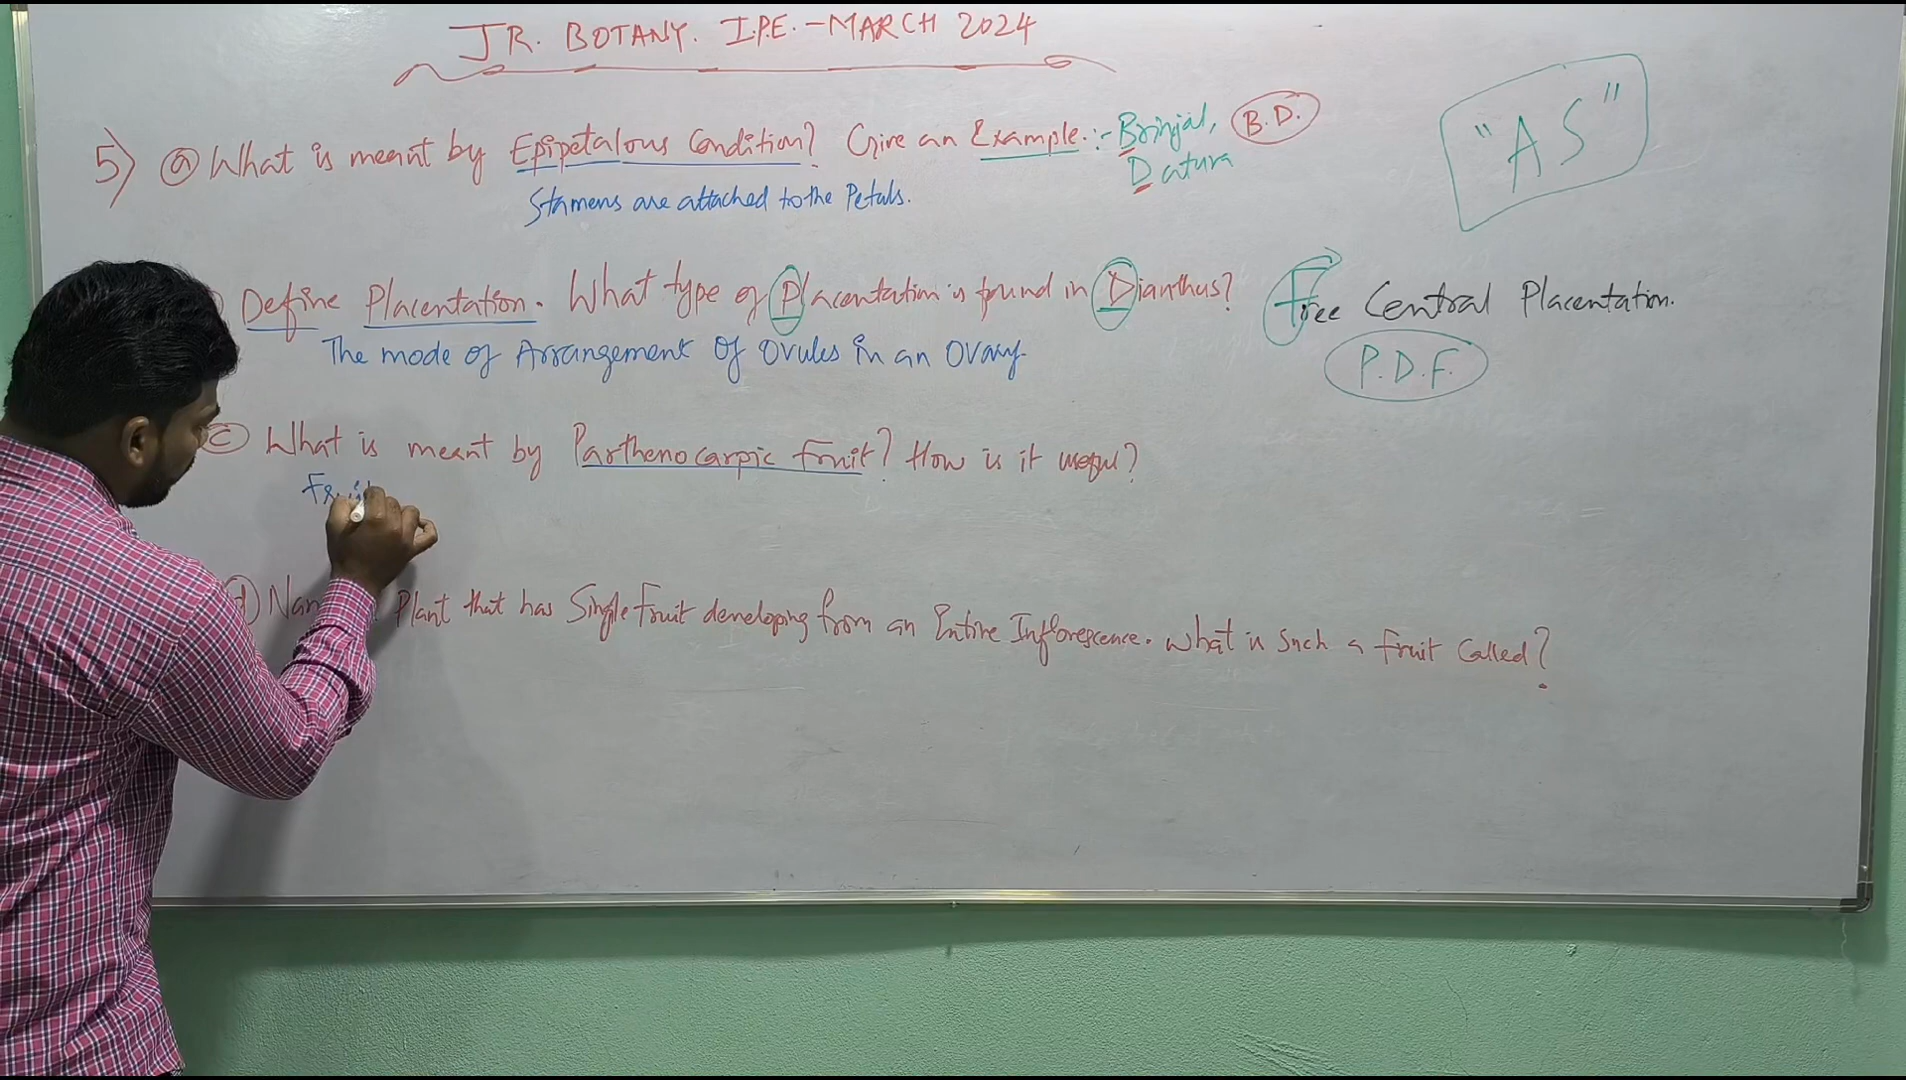 JR. BOTANY. I.P.E. - MARCH 2024
5) a What is meant by Epipetalous Condition? Give an Example :- Brinjal, B.D.
Datura
Stamens are attached to the Petals.
"AS"
Define Placentation. What type of Placentation is found in Dianthus? Free Central Placentation.
The mode of Arrangement Of Ovules in an Ovary.
P.D.F.
c What is meant by Parthenocarpic fruit? How is it useful?
d) Plant that has Single Fruit developing from an Entire Inflorescence. What is such a fruit Called?